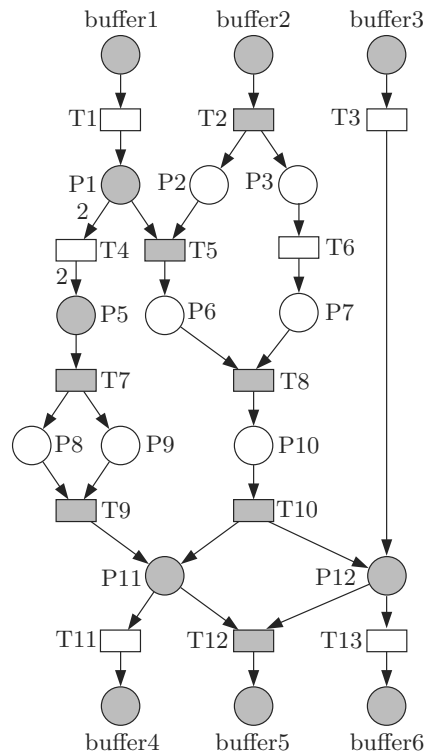 buffer1 buffer2 buffer3
T1 T2 T3
P1 P2 P3
2
T4 T5 T6
2
P5 P6 P7
T7 T8
P8 P9 P10
T9 T10
P11 P12
T11 T12 T13
buffer4 buffer5 buffer6